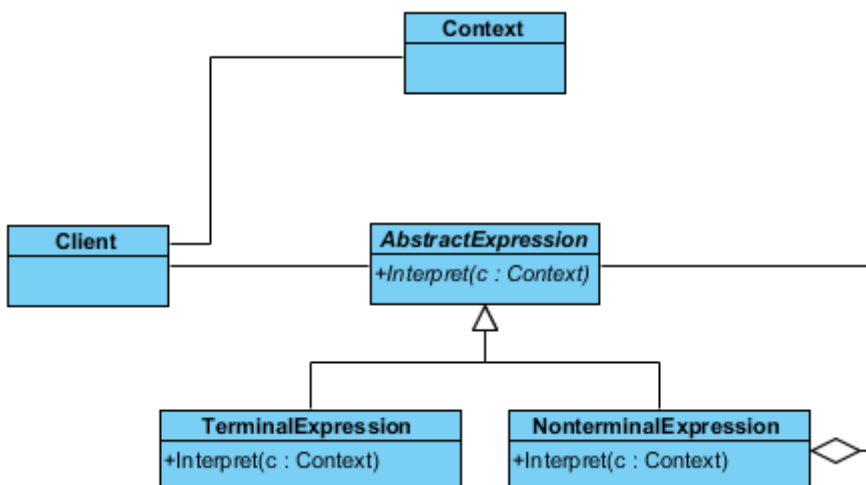 Context
Client
AbstractExpression
+Interpret(c : Context)
TerminalExpression
+Interpret(c : Context)
NonterminalExpression
+Interpret(c : Context)